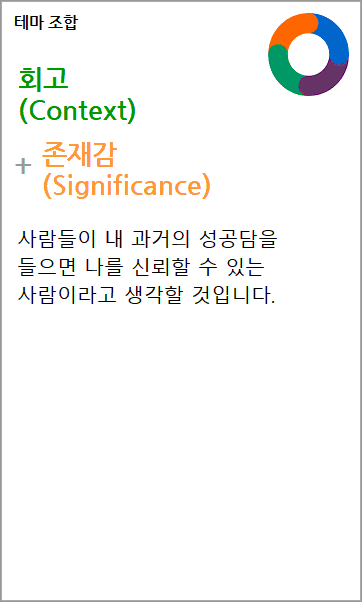 테마 조합
회고
(Context)
+ 존재감
(Significance)
사람들이 내 과거의 성공담을
들으면 나를 신뢰할 수 있는
사람이라고 생각할 것입니다.